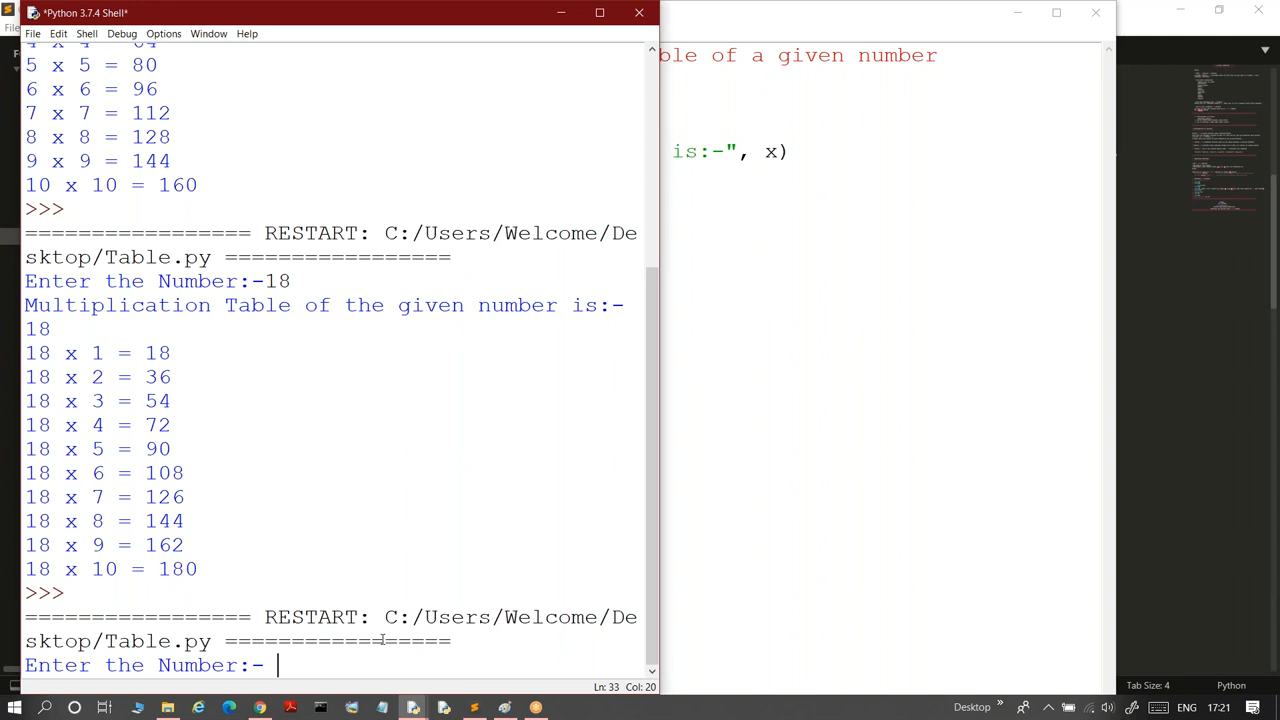 *Python 3.7.4 Shell*
File Edit Shell Debug Options Window Help
5 x 5 = 80
6 x 6 = 96
7 x 7 = 112
8 x 8 = 128
9 x 9 = 144
10 x 10 = 160
>>>
================= RESTART: C:/Users/Welcome/De
sktop/Table.py =================
Enter the Number:-18
Multiplication Table of the given number is:-
18
18 x 1 = 18
18 x 2 = 36
18 x 3 = 54
18 x 4 = 72
18 x 5 = 90
18 x 6 = 108
18 x 7 = 126
18 x 8 = 144
18 x 9 = 162
18 x 10 = 180
>>>
================= RESTART: C:/Users/Welcome/De
sktop/Table.py =================
Enter the Number:-
Ln: 33 Col: 20
ble of a given number
is:-", x)
Tab Size: 4 Python
Desktop » ENG 17:21